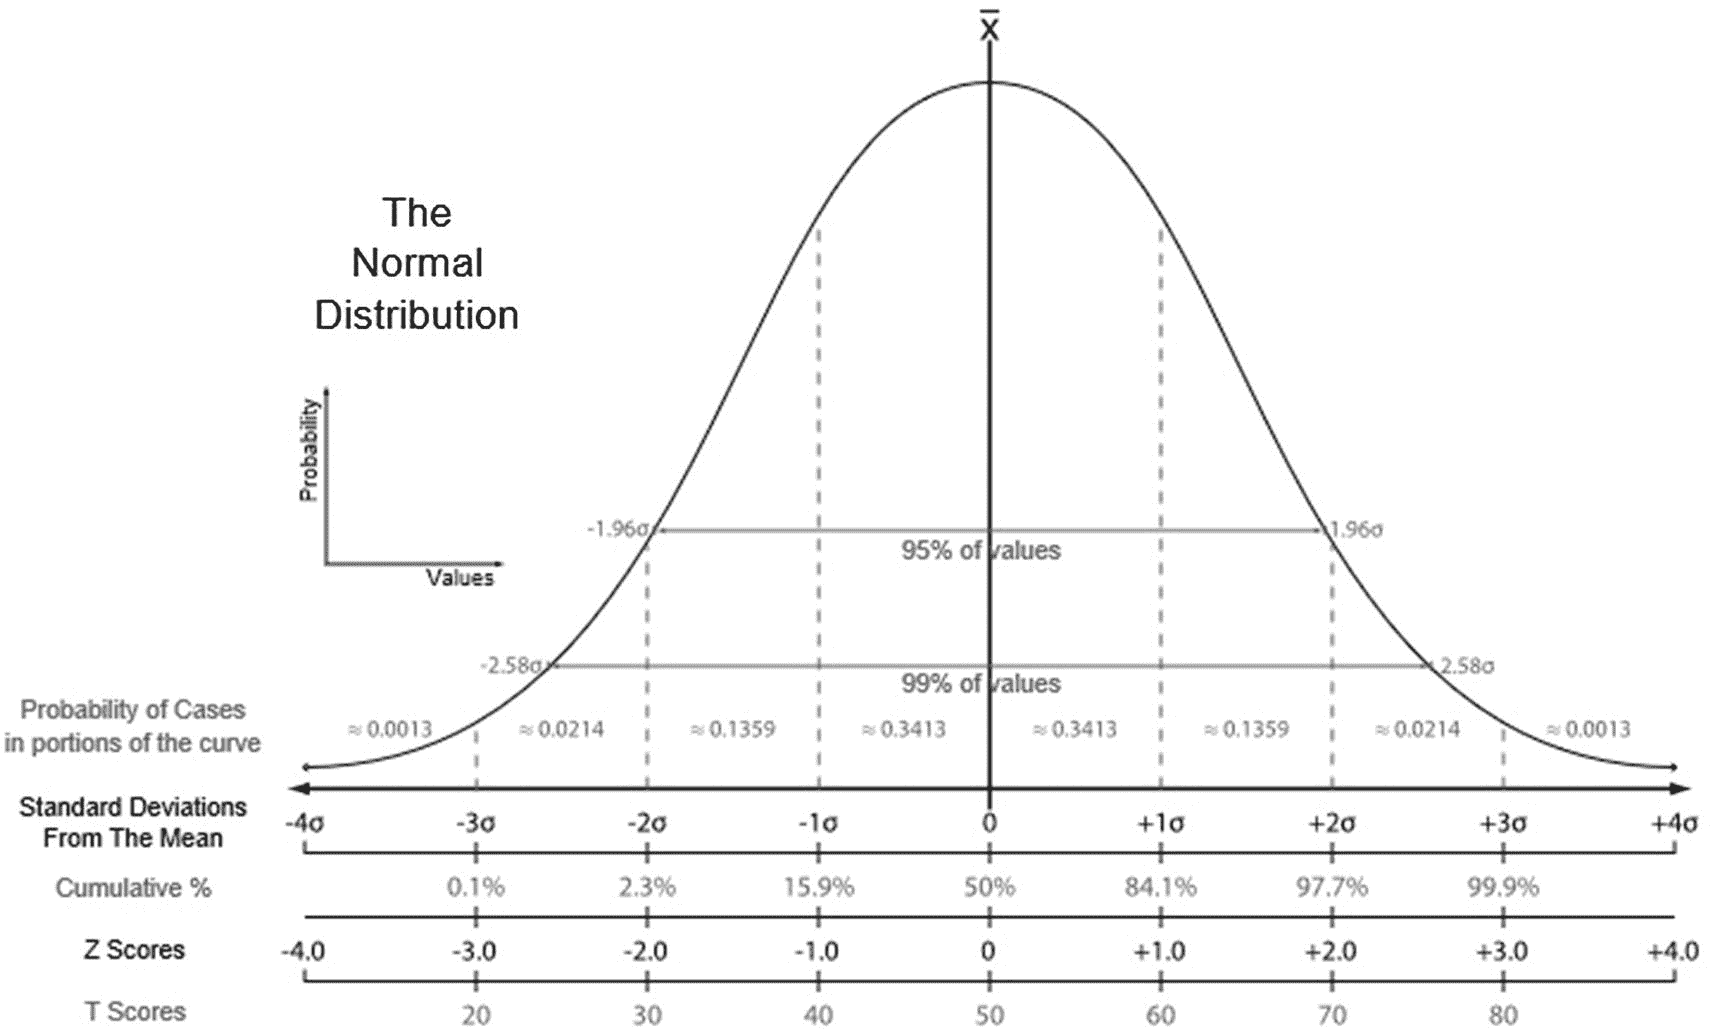 X̄
The
Normal
Distribution
Probability
Values
-1.96σ 1.96σ
95% of values
-2.58σ 2.58σ
99% of values
Probability of Cases
in portions of the curve
≈ 0.0013 ≈ 0.0214 ≈ 0.1359 ≈ 0.3413 ≈ 0.3413 ≈ 0.1359 ≈ 0.0214 ≈ 0.0013
Standard Deviations
From The Mean
-4σ -3σ -2σ -1σ 0 +1σ +2σ +3σ +4σ
Cumulative % 0.1% 2.3% 15.9% 50% 84.1% 97.7% 99.9%
Z Scores -4.0 -3.0 -2.0 -1.0 0 +1.0 +2.0 +3.0 +4.0
T Scores 20 30 40 50 60 70 80